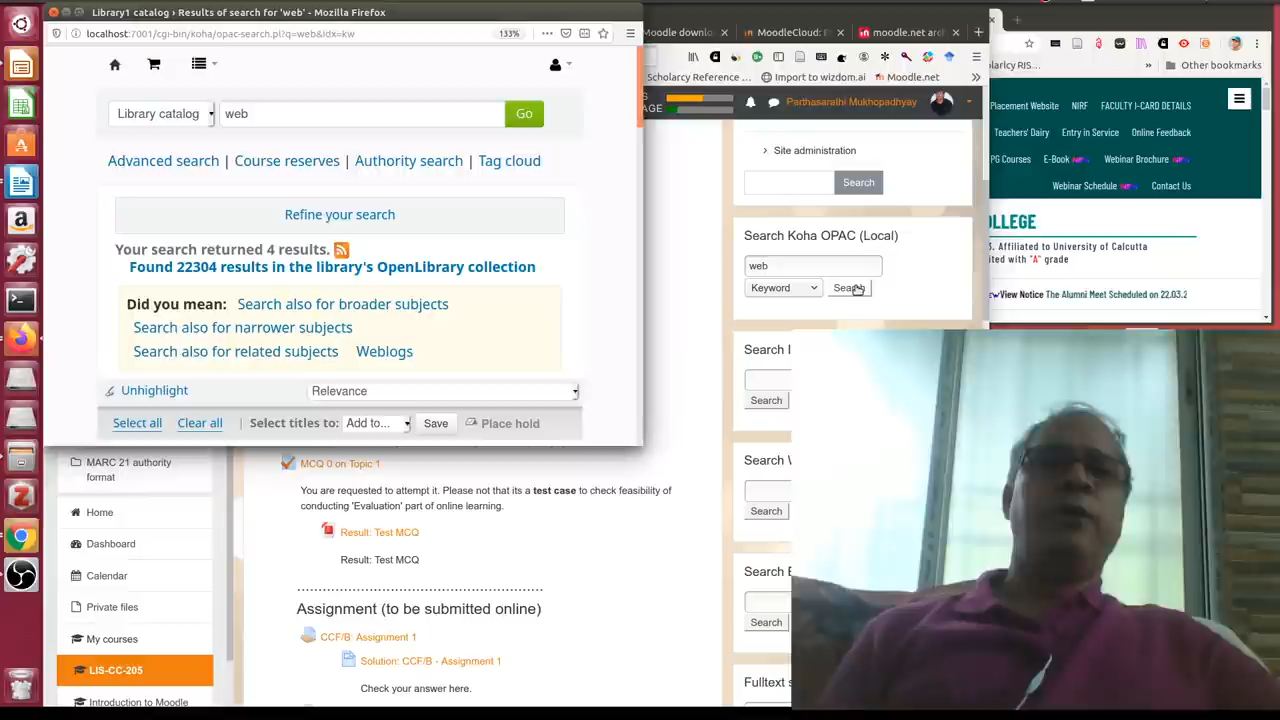 Library1 catalog › Results of search for 'web' - Mozilla Firefox
localhost:7001/cgi-bin/koha/opac-search.pl?q=web&idx=kw
133%
Library catalog
web
Go
Advanced search | Course reserves | Authority search | Tag cloud
Refine your search
Your search returned 4 results.
Found 22304 results in the library's OpenLibrary collection
Did you mean: Search also for broader subjects
Search also for narrower subjects
Search also for related subjects Weblogs
Unhighlight
Relevance
Select all Clear all | Select titles to: Add to... Save Place hold
Moodle download
MoodleCloud:
moodle.net arch
Scholarcy Reference ...
Import to wizdom.ai
Moodle.net
Parthasarathi Mukhopadhyay
Site administration
Search
Search Koha OPAC (Local)
web
Keyword Search
Search
Search
Search
Fulltext s
olarcy RIS...
Other bookmarks
Placement Website NIRF FACULTY I-CARD DETAILS
Teachers' Dairy Entry in Service Online Feedback
PG Courses E-Book Webinar Brochure
Webinar Schedule Contact Us
OLLEGE
3. Affiliated to University of Calcutta
ited with "A" grade
View Notice The Alumni Meet Scheduled on 22.03.2
MARC 21 authority
format
Home
Dashboard
Calendar
Private files
My courses
LIS-CC-205
Introduction to Moodle
MCQ 0 on Topic 1
You are requested to attempt it. Please not that its a test case to check feasibility of
conducting 'Evaluation' part of online learning.
Result: Test MCQ
Result: Test MCQ
Assignment (to be submitted online)
CCF/B Assignment 1
Solution: CCF/B - Assignment 1
Check your answer here.